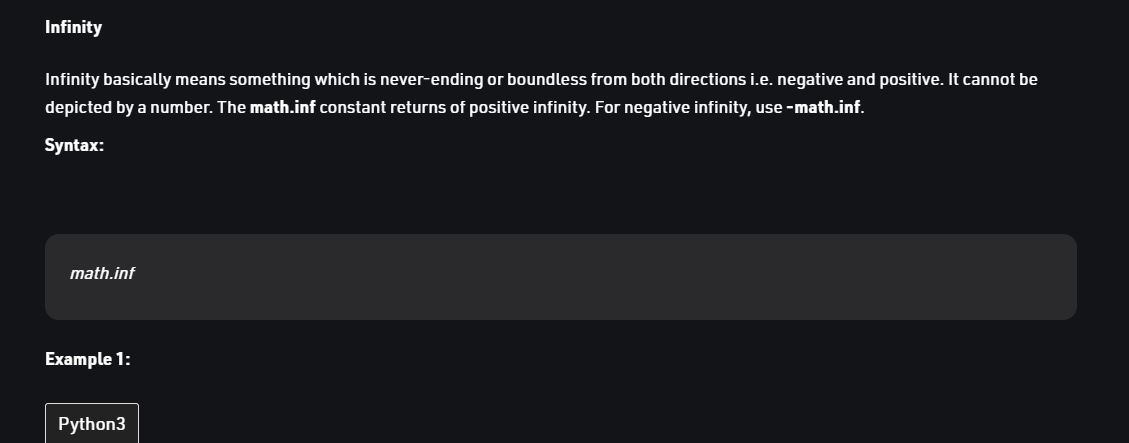 Infinity
Infinity basically means something which is never-ending or boundless from both directions i.e. negative and positive. It cannot be
depicted by a number. The math.inf constant returns of positive infinity. For negative infinity, use -math.inf.
Syntax:
math.inf
Example 1:
Python3